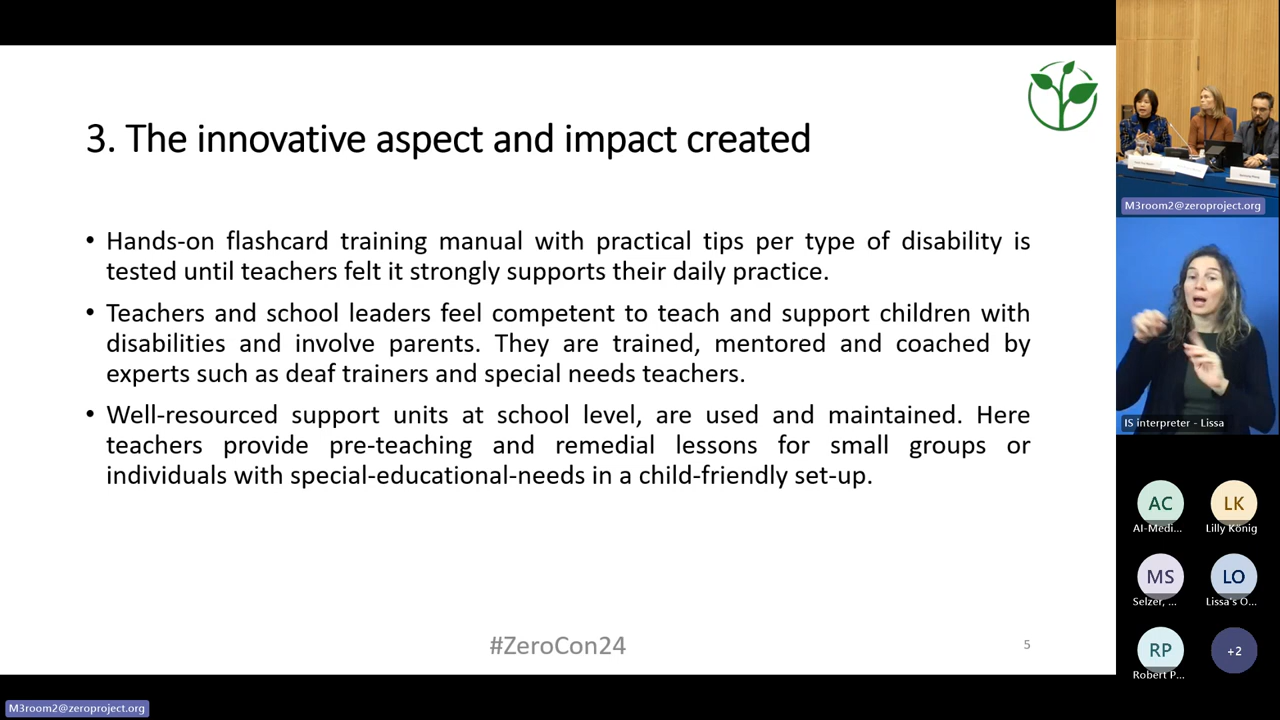 3. The innovative aspect and impact created
• Hands-on flashcard training manual with practical tips per type of disability is
tested until teachers felt it strongly supports their daily practice.
• Teachers and school leaders feel competent to teach and support children with
disabilities and involve parents. They are trained, mentored and coached by
experts such as deaf trainers and special needs teachers.
• Well-resourced support units at school level, are used and maintained. Here
teachers provide pre-teaching and remedial lessons for small groups or
individuals with special-educational-needs in a child-friendly set-up.
#ZeroCon24
5
M3room2@zeroproject.org
M3room2@zeroproject.org
IS interpreter - Lissa
AC
AI-Medi...
LK
Lilly König
MS
Selzer, ...
LO
Lissa's O...
RP
Robert P...
+2